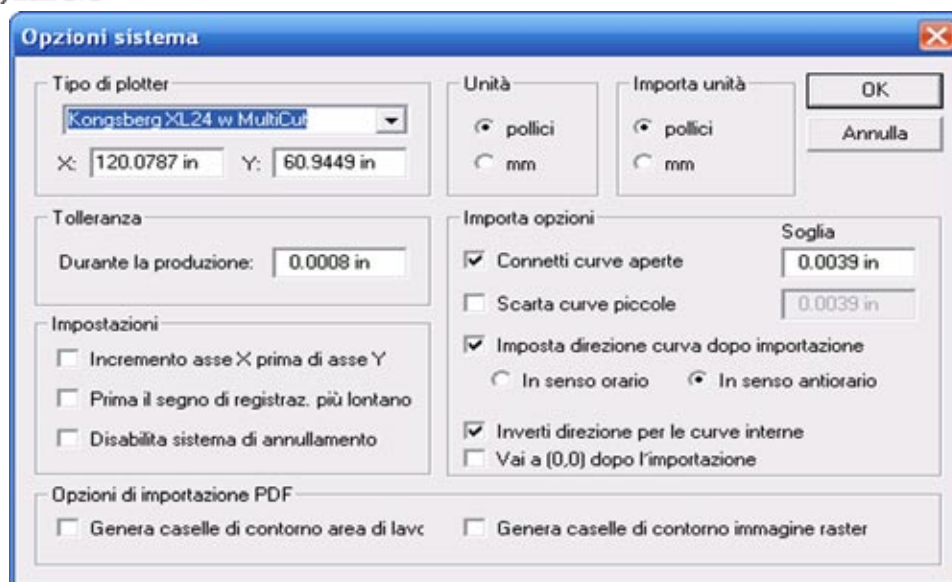 Opzioni sistema
Tipo di plotter
Kongsberg XL24 w MultiCut
X: 120.0787 in Y: 60.9449 in
Unità
pollici
mm
Importa unità
pollici
mm
OK
Annulla
Tolleranza
Durante la produzione: 0.0008 in
Impostazioni
Incremento asse X prima di asse Y
Prima il segno di registraz. più lontano
Disabilita sistema di annullamento
Importa opzioni
Soglia
Connetti curve aperte 0.0039 in
Scarta curve piccole 0.0039 in
Imposta direzione curva dopo importazione
In senso orario In senso antiorario
Inverti direzione per le curve interne
Vai a (0,0) dopo l'importazione
Opzioni di importazione PDF
Genera caselle di contorno area di lavc Genera caselle di contorno immagine raster